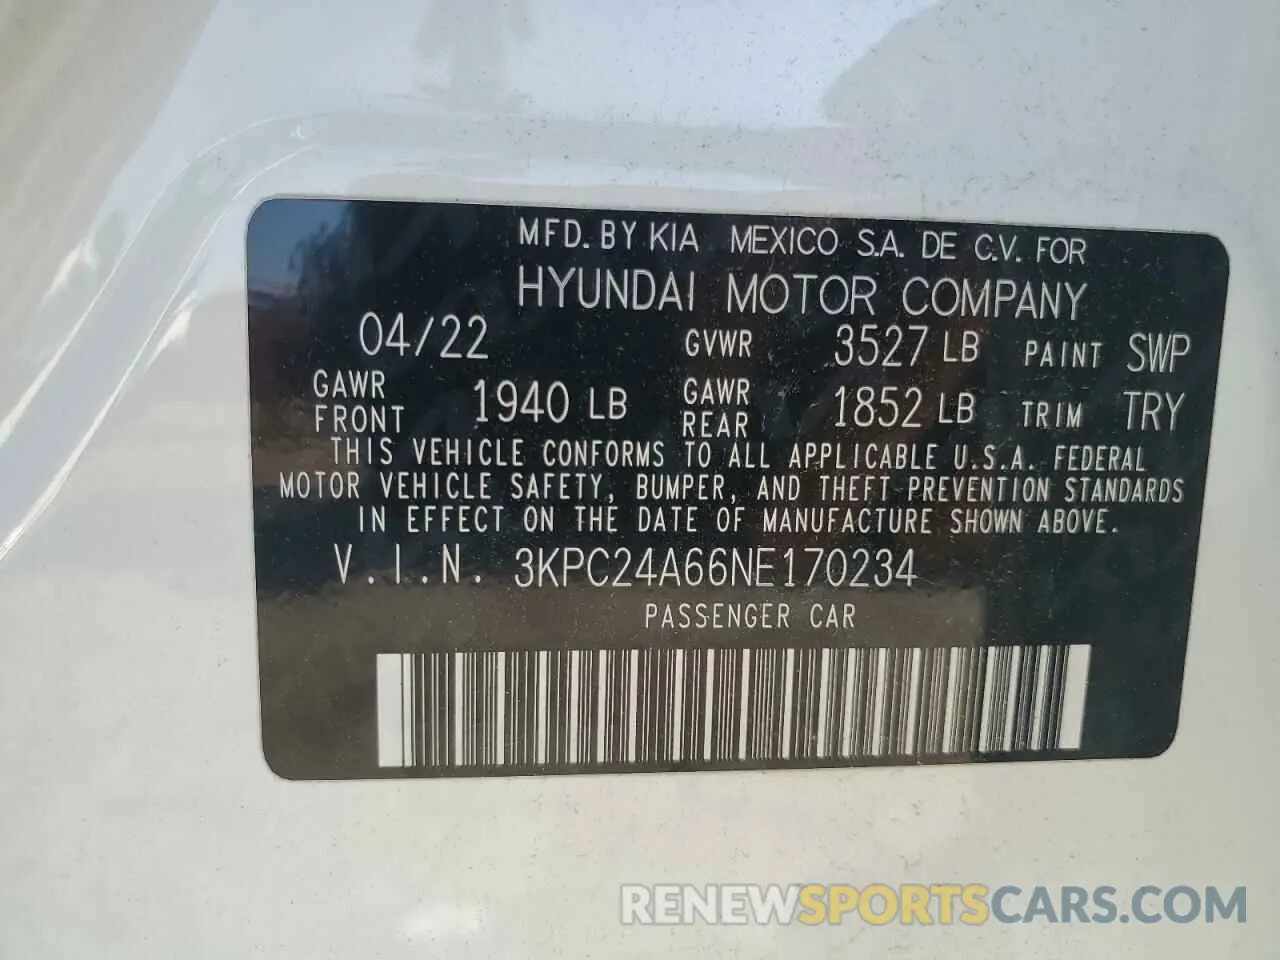 MFD. BY KIA MEXICO S.A. DE C.V. FOR
HYUNDAI MOTOR COMPANY
04/22 GVWR 3527 LB PAINT SWP
GAWR FRONT 1940 LB GAWR REAR 1852 LB TRIM TRY
THIS VEHICLE CONFORMS TO ALL APPLICABLE U.S.A. FEDERAL
MOTOR VEHICLE SAFETY, BUMPER, AND THEFT PREVENTION STANDARDS
IN EFFECT ON THE DATE OF MANUFACTURE SHOWN ABOVE.
V.I.N. 3KPC24A66NE170234
PASSENGER CAR
RENEWSPORTSCARS.COM